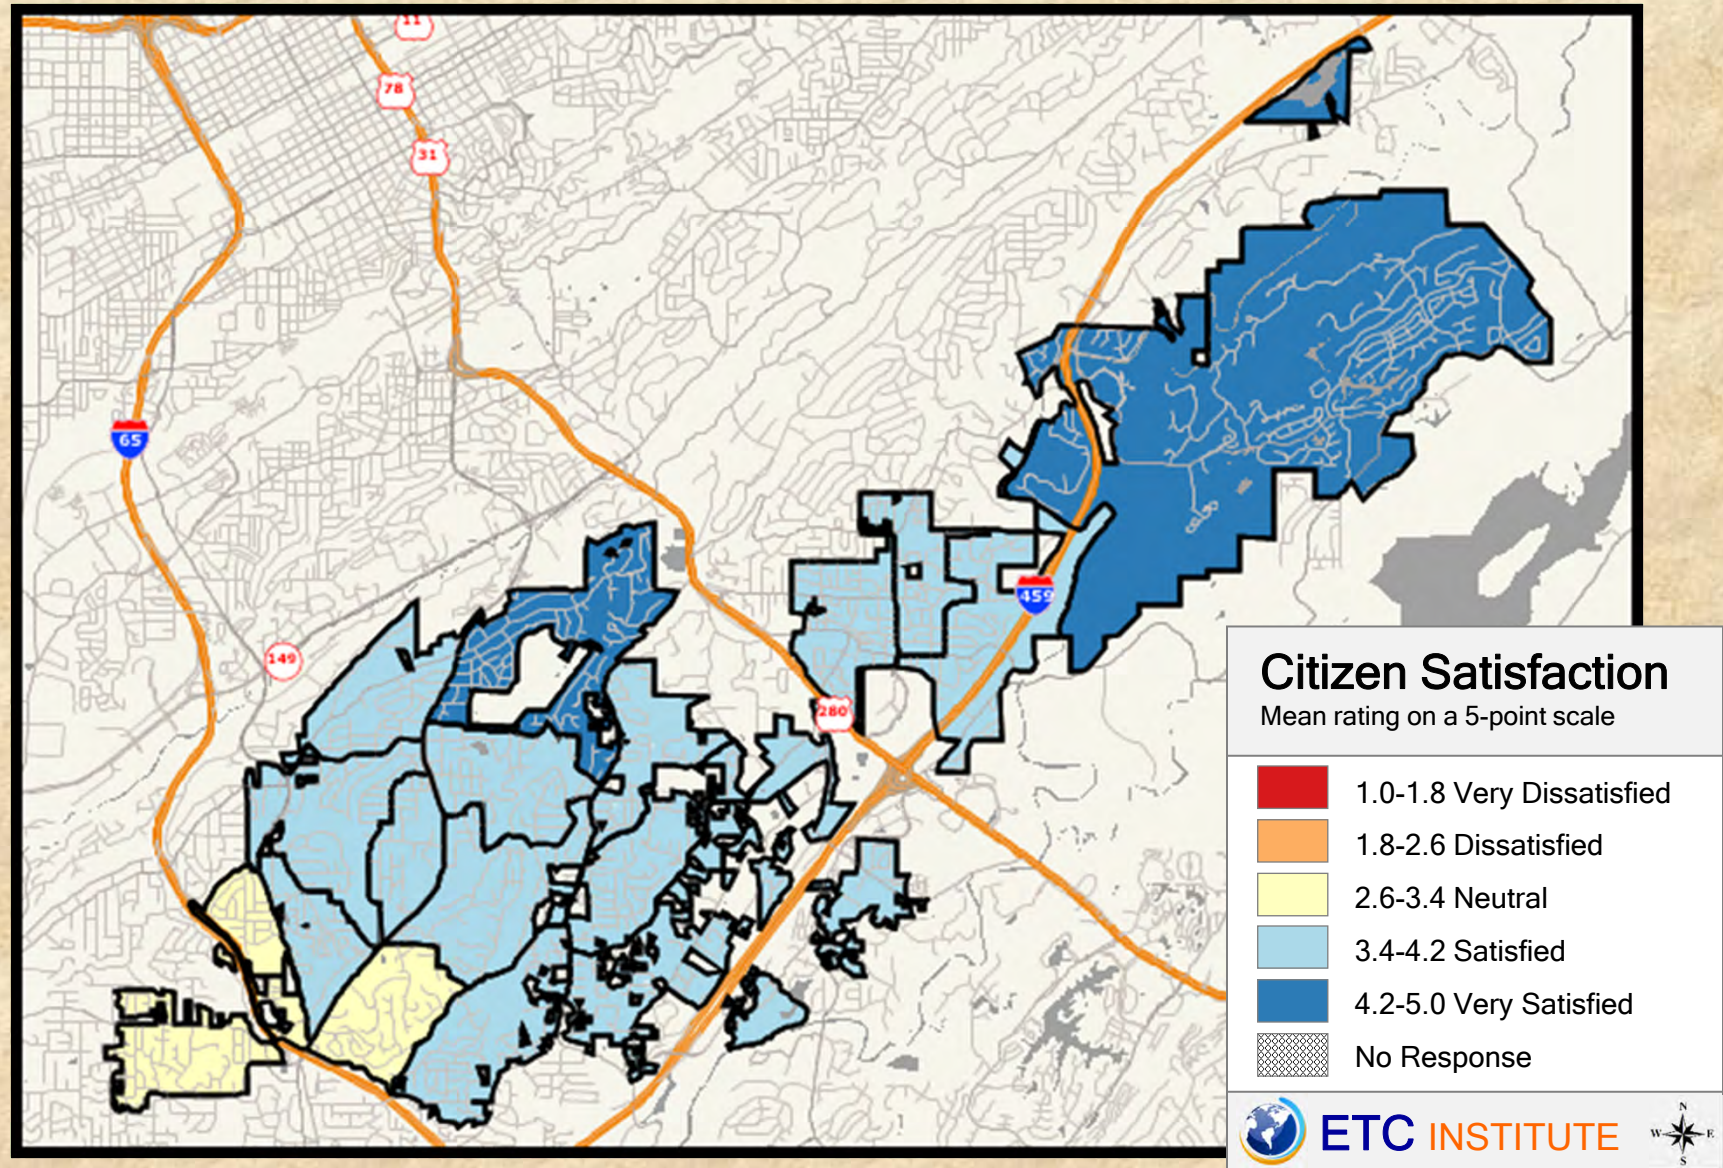 11
78
31
65
149
459
280
Citizen Satisfaction
Mean rating on a 5-point scale
1.0-1.8 Very Dissatisfied
1.8-2.6 Dissatisfied
2.6-3.4 Neutral
3.4-4.2 Satisfied
4.2-5.0 Very Satisfied
No Response
ETC INSTITUTE
N
W E
S